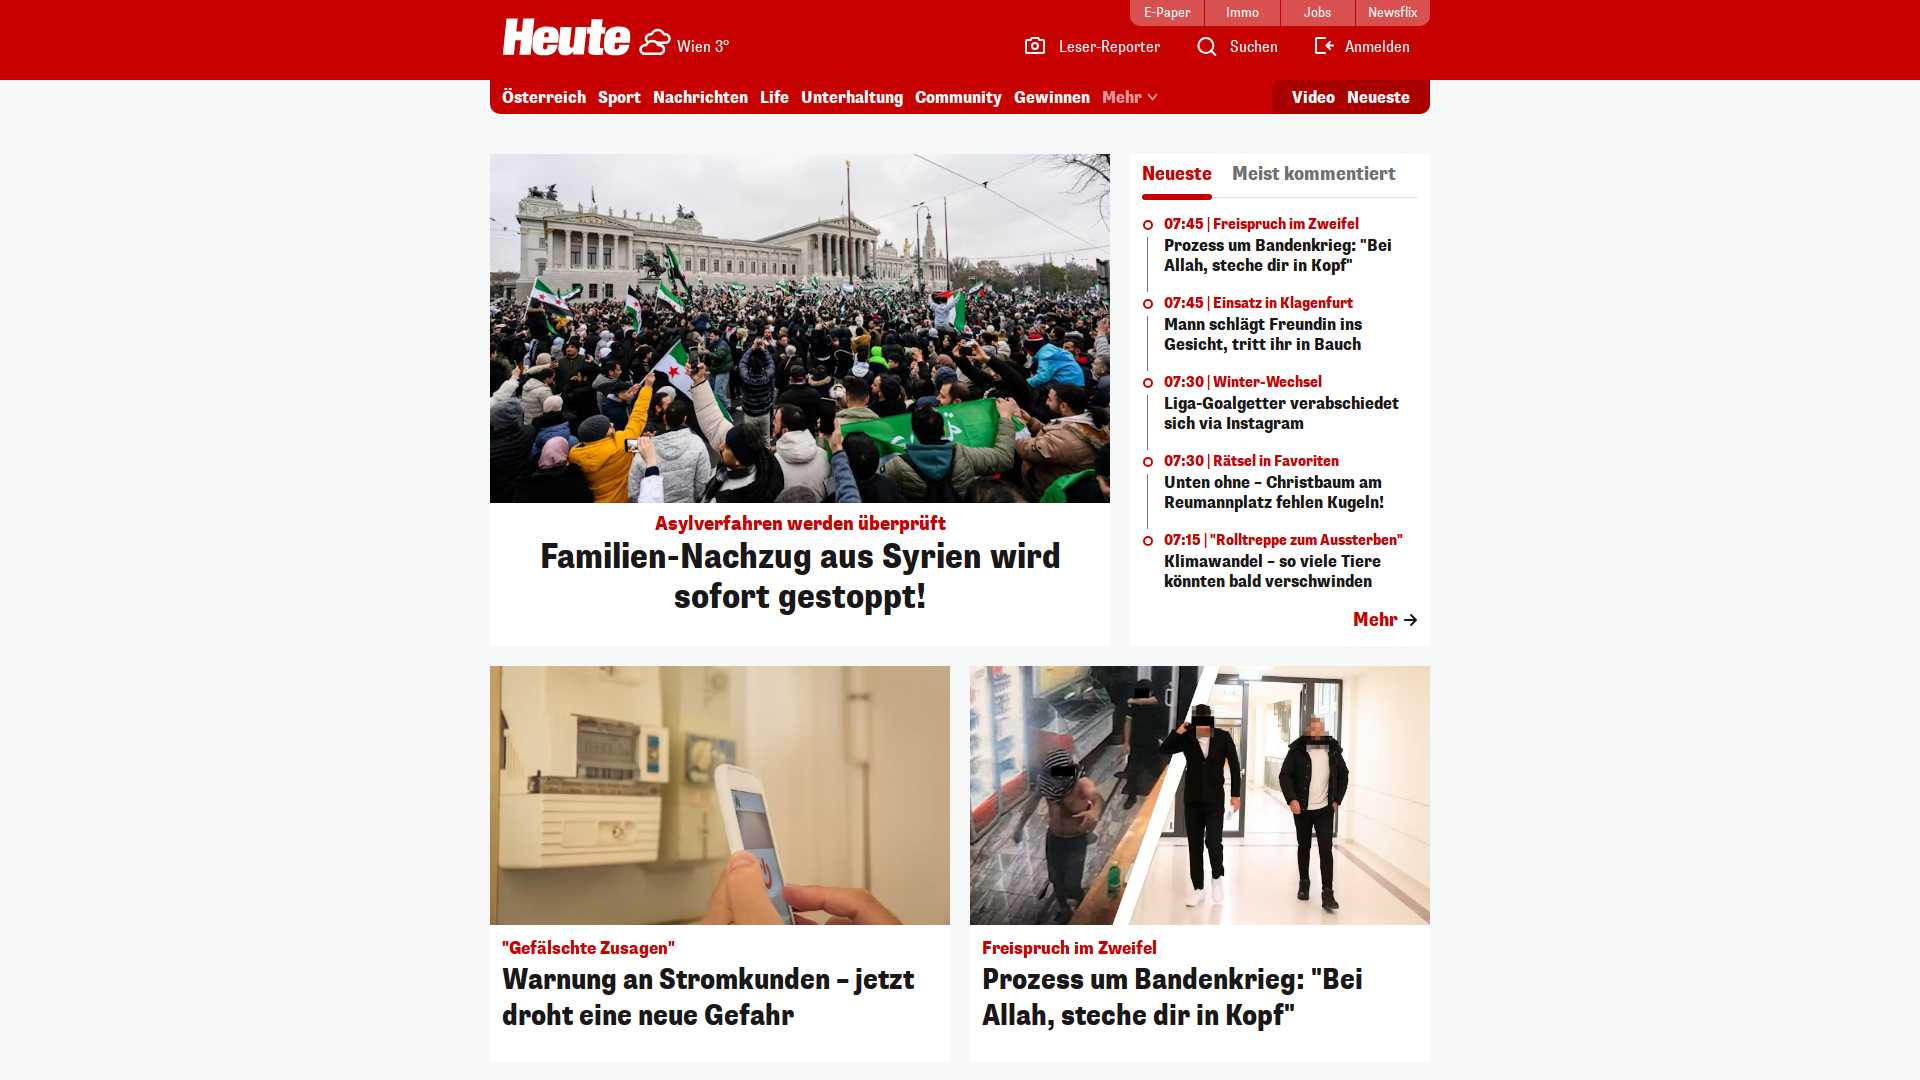 E-Paper
Immo
Jobs
Newsflix
Heute
Wien 3°
Leser-Reporter
Suchen
Anmelden
Österreich
Sport
Nachrichten
Life
Unterhaltung
Community
Gewinnen
Mehr
Video
Neueste
Asylverfahren werden überprüft
Familien-Nachzug aus Syrien wird
sofort gestoppt!
Neueste
Meist kommentiert
07:45 | Freispruch im Zweifel
Prozess um Bandenkrieg: "Bei
Allah, steche dir in Kopf"
07:45 | Einsatz in Klagenfurt
Mann schlägt Freundin ins
Gesicht, tritt ihr in Bauch
07:30 | Winter-Wechsel
Liga-Goalgetter verabschiedet
sich via Instagram
07:30 | Rätsel in Favoriten
Unten ohne – Christbaum am
Reumannplatz fehlen Kugeln!
07:15 | "Rolltreppe zum Aussterben"
Klimawandel – so viele Tiere
könnten bald verschwinden
Mehr
"Gefälschte Zusagen"
Warnung an Stromkunden – jetzt
droht eine neue Gefahr
Freispruch im Zweifel
Prozess um Bandenkrieg: "Bei
Allah, steche dir in Kopf"